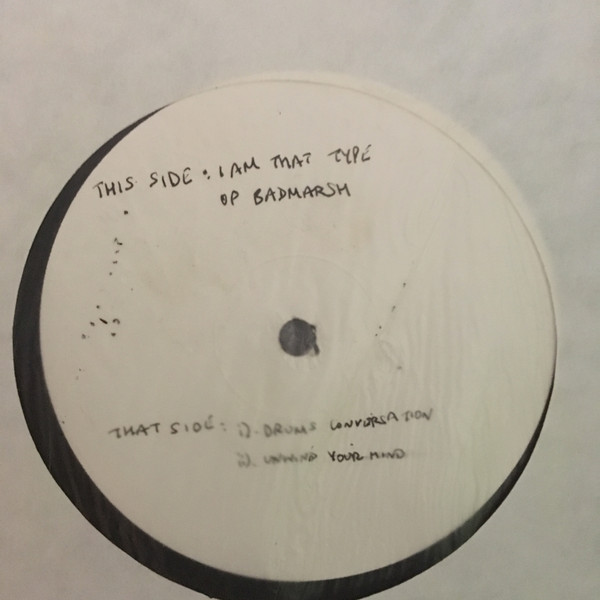 THIS SIDE : I AM THAT TYPE
OP BADMARSH
THAT SIDE : 1). DRUMS CONVERSATION
2). UNWIND YOUR MIND